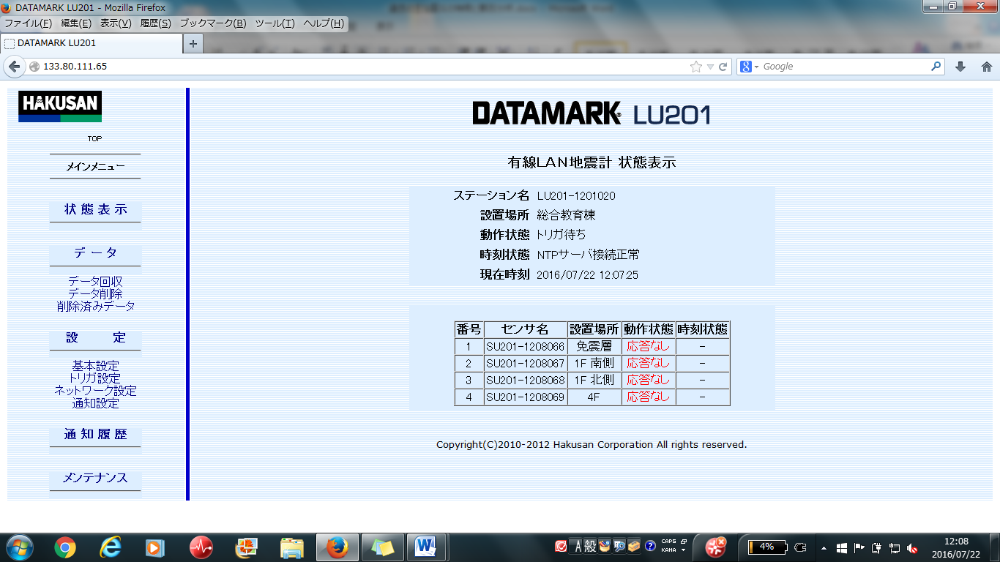 DATAMARK LU201 - Mozilla Firefox
ファイル(F) 編集(E) 表示(V) 履歴(S) ブックマーク(B) ツール(T) ヘルプ(H)
DATAMARK LU201
133.80.111.65
Google
HAKUSAN
TOP
メインメニュー
状態表示
データ
データ回収
データ削除
削除済みデータ
設 定
基本設定
トリガ設定
ネットワーク設定
通知設定
通知履歴
メンテナンス
DATAMARK® LU201
有線LAN地震計 状態表示
ステーション名 LU201-1201020
設置場所 総合教育棟
動作状態 トリガ待ち
時刻状態 NTPサーバ接続正常
現在時刻 2016/07/22 12:07:25
番号 センサ名 設置場所 動作状態 時刻状態
1 SU201-1208066 免震層 応答なし -
2 SU201-1208067 1F 南側 応答なし -
3 SU201-1208068 1F 北側 応答なし -
4 SU201-1208069 4F 応答なし -
Copyright(C)2010-2012 Hakusan Corporation All rights reserved.
A 般 CAPS KANA
4%
12:08
2016/07/22